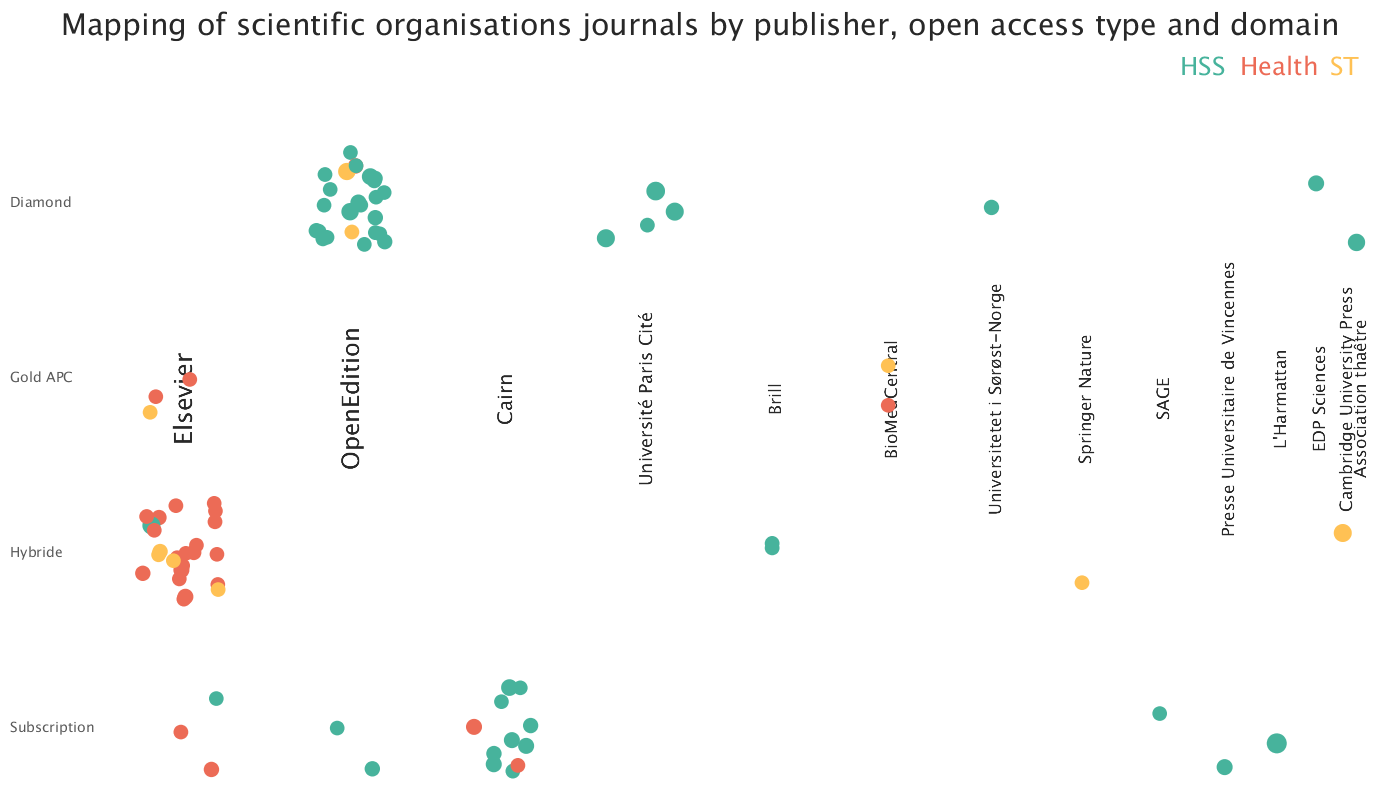 Mapping of scientific organisations journals by publisher, open access type and domain
HSS Health ST
Diamond
Gold APC
Elsevier
OpenEdition
Cairn
Université Paris Cité
Brill
BioMedCentral
Universitetet i Sørøst-Norge
Springer Nature
SAGE
Presse Universitaire de Vincennes
L'Harmattan
EDP Sciences
Cambridge University Press
Association thaêtre
Hybride
Subscription